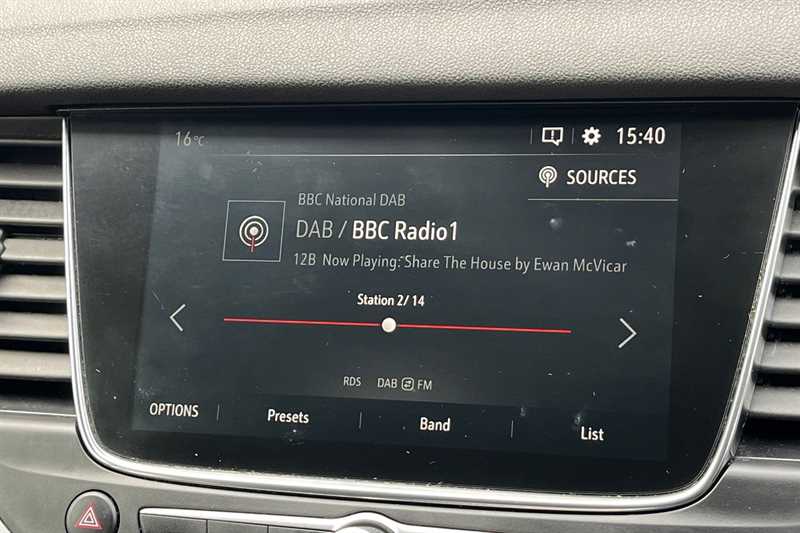 16°C
15:40
SOURCES
BBC National DAB
DAB / BBC Radio1
12B Now Playing: Share The House by Ewan McVicar
Station 2/14
RDS DAB FM
OPTIONS Presets Band List